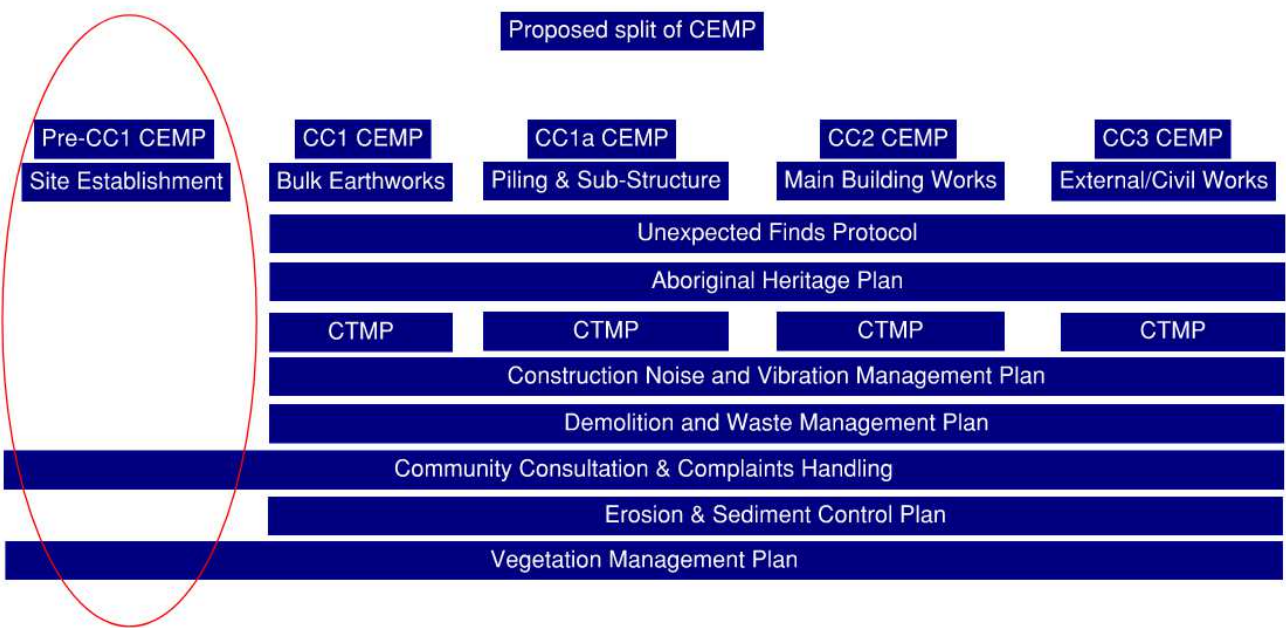 Proposed split of CEMP
Pre-CC1 CEMP
Site Establishment
CC1 CEMP
Bulk Earthworks
CC1a CEMP
Piling & Sub-Structure
CC2 CEMP
Main Building Works
CC3 CEMP
External/Civil Works
Unexpected Finds Protocol
Aboriginal Heritage Plan
CTMP
CTMP
CTMP
CTMP
Construction Noise and Vibration Management Plan
Demolition and Waste Management Plan
Community Consultation & Complaints Handling
Erosion & Sediment Control Plan
Vegetation Management Plan